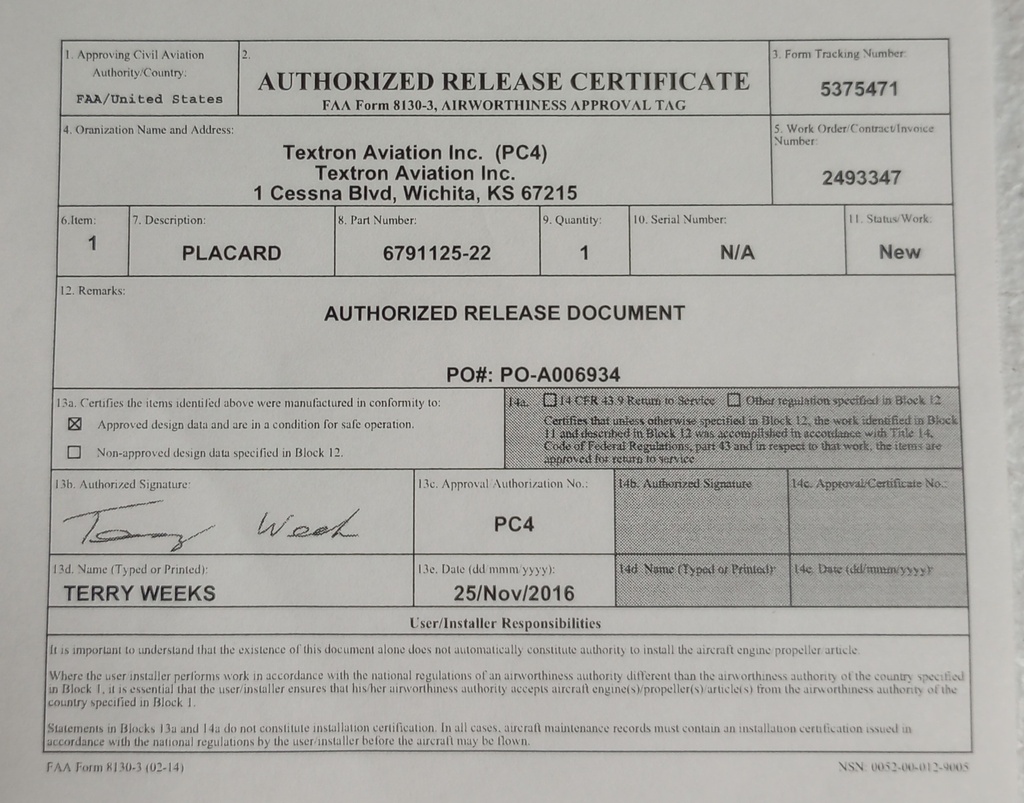 1. Approving Civil Aviation
Authority/Country:
FAA/United States
2.
AUTHORIZED RELEASE CERTIFICATE
FAA Form 8130-3, AIRWORTHINESS APPROVAL TAG
3. Form Tracking Number:
5375471
4. Oranization Name and Address:
Textron Aviation Inc. (PC4)
Textron Aviation Inc.
1 Cessna Blvd, Wichita, KS 67215
5. Work Order/Contract/Invoice
Number:
2493347
6.Item:
1
7. Description:
PLACARD
8. Part Number:
6791125-22
9. Quantity:
1
10. Serial Number:
N/A
11. Status/Work:
New
12. Remarks:
AUTHORIZED RELEASE DOCUMENT
PO#: PO-A006934
13a. Certifies the items identifed above were manufactured in conformity to:
Approved design data and are in a condition for safe operation.
Non-approved design data specified in Block 12.
14a. 14 CFR 43.9 Return to Service Other regulation specified in Block 12
Certifies that unless otherwise specified in Block 12, the work identified in Block
11 and described in Block 12 was accomplished in accordance with Title 14,
Code of Federal Regulations, part 43 and in respect to that work, the items are
approved for return to service
13b. Authorized Signature:
Terry Weeks
13c. Approval Authorization No.:
PC4
14b. Authorized Signature
14c. Approval/Certificate No.:
13d. Name (Typed or Printed):
TERRY WEEKS
13e. Date (dd/mmm/yyyy):
25/Nov/2016
14d. Name (Typed or Printed)
14e. Date (dd/mmm/yyyy)
User/Installer Responsibilities
It is important to understand that the existence of this document alone does not automatically constitute authority to install the aircraft engine/propeller article.
Where the user installer performs work in accordance with the national regulations of an airworthiness authority different than the airworthiness authority of the country specified
in Block 1, it is essential that the user/installer ensures that his/her airworthiness authority accepts aircraft engine(s)/propeller(s)/article(s) from the airworthiness authority of the
country specified in Block 1.
Statements in Blocks 13a and 14a do not constitute installation certification. In all cases, aircraft maintenance records must contain an installation certification issued in
accordance with the national regulations by the user/installer before the aircraft may be flown.
FAA Form 8130-3 (02-14)
NSN: 0052-00-012-9005